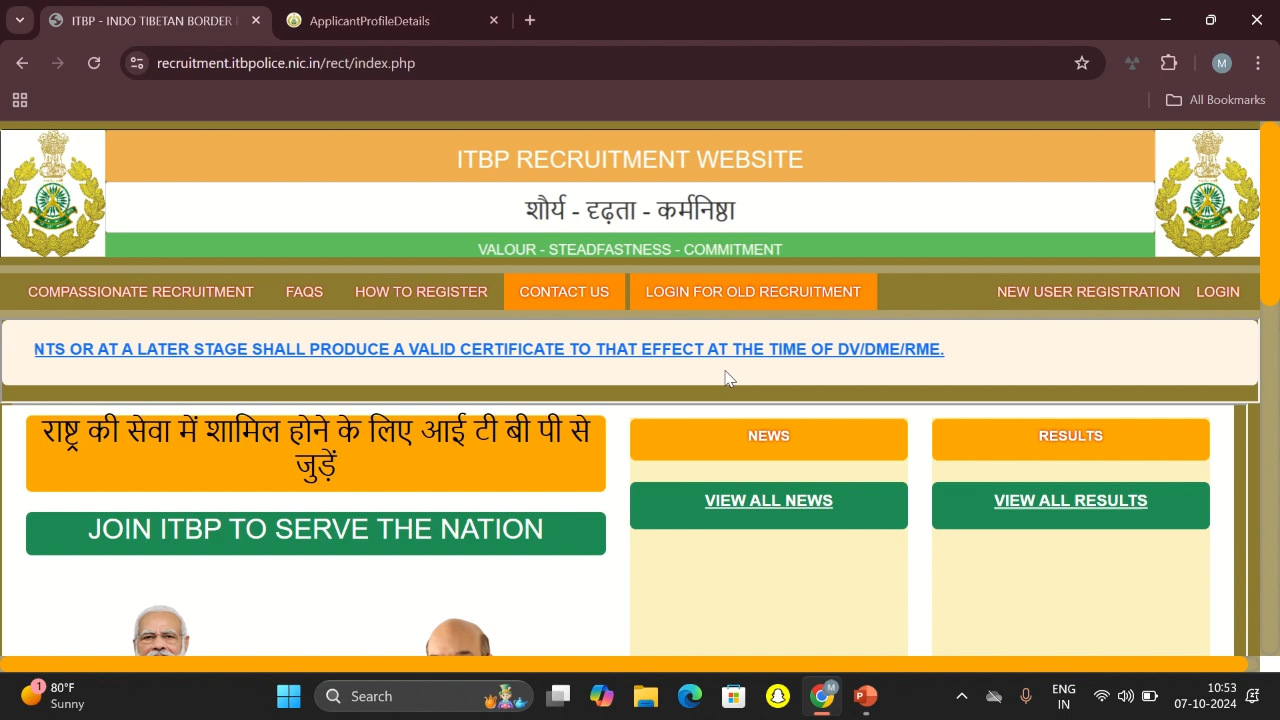 ITBP - INDO TIBETAN BORDER
ApplicantProfileDetails
recruitment.itbpolice.nic.in/rect/index.php
M
All Bookmarks
ITBP RECRUITMENT WEBSITE
शौर्य - दृढ़ता - कर्मनिष्ठा
VALOUR - STEADFASTNESS - COMMITMENT
COMPASSIONATE RECRUITMENT FAQS HOW TO REGISTER CONTACT US LOGIN FOR OLD RECRUITMENT NEW USER REGISTRATION LOGIN
NTS OR AT A LATER STAGE SHALL PRODUCE A VALID CERTIFICATE TO THAT EFFECT AT THE TIME OF DV/DME/RME.
राष्ट्र की सेवा में शामिल होने के लिए आई टी बी पी से
जुड़ें
JOIN ITBP TO SERVE THE NATION
NEWS
VIEW ALL NEWS
RESULTS
VIEW ALL RESULTS
1
80°F
Sunny
Search
M
ENG
IN
10:53
07-10-2024